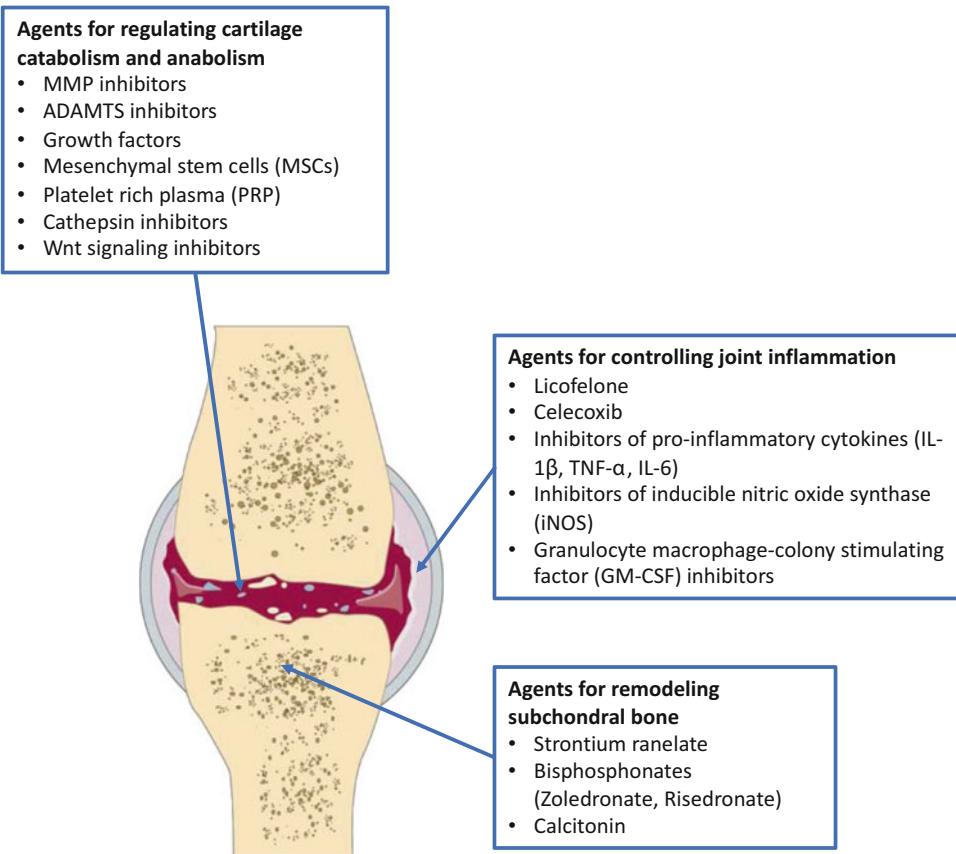 Agents for regulating cartilage
catabolism and anabolism
• MMP inhibitors
• ADAMTS inhibitors
• Growth factors
• Mesenchymal stem cells (MSCs)
• Platelet rich plasma (PRP)
• Cathepsin inhibitors
• Wnt signaling inhibitors
Agents for controlling joint inflammation
• Licofelone
• Celecoxib
• Inhibitors of pro-inflammatory cytokines (IL-
1β, TNF-α, IL-6)
• Inhibitors of inducible nitric oxide synthase
(iNOS)
• Granulocyte macrophage-colony stimulating
factor (GM-CSF) inhibitors
Agents for remodeling
subchondral bone
• Strontium ranelate
• Bisphosphonates
(Zoledronate, Risedronate)
• Calcitonin